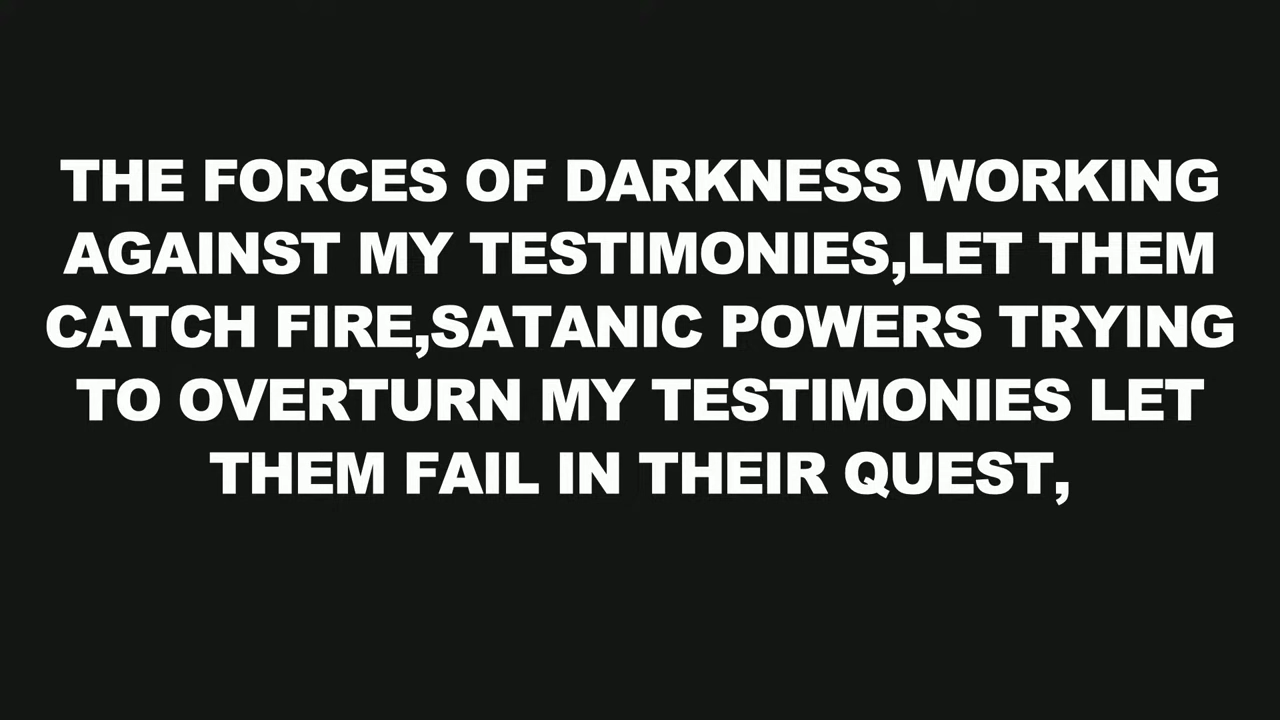 THE FORCES OF DARKNESS WORKING
AGAINST MY TESTIMONIES,LET THEM
CATCH FIRE,SATANIC POWERS TRYING
TO OVERTURN MY TESTIMONIES LET
THEM FAIL IN THEIR QUEST,